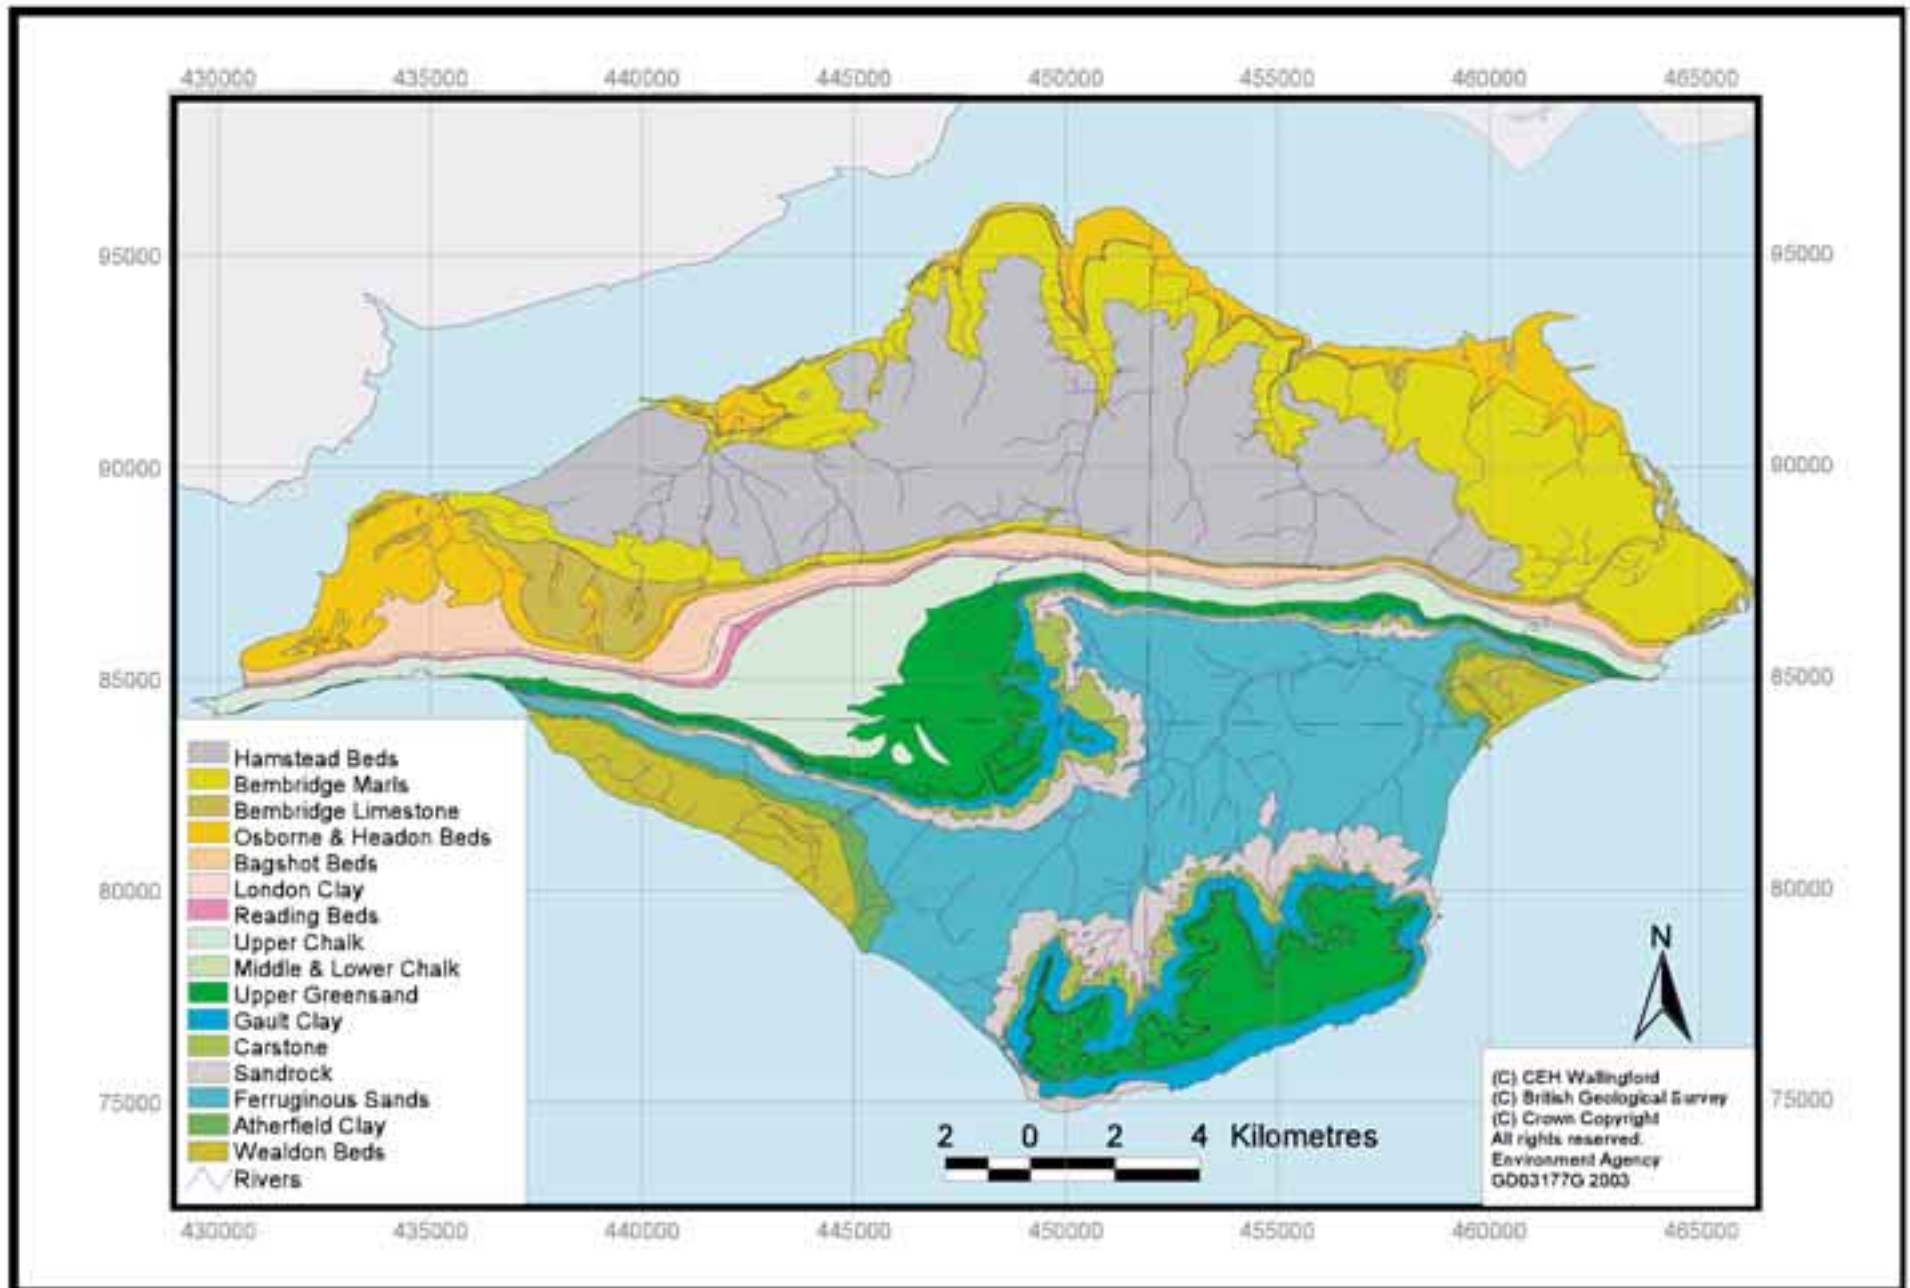 430000 435000 440000 445000 450000 455000 460000 465000
95000 95000
90000 90000
85000 85000
80000 80000
75000 75000
Hamstead Beds
Bembridge Marls
Bembridge Limestone
Osborne & Headon Beds
Bagshot Beds
London Clay
Reading Beds
Upper Chalk
Middle & Lower Chalk
Upper Greensand
Gault Clay
Carstone
Sandrock
Ferruginous Sands
Atherfield Clay
Wealdon Beds
Rivers
N
2 0 2 4 Kilometres
(C) CEH Wallingford
(C) British Geological Survey
(C) Crown Copyright
All rights reserved.
Environment Agency
GD03177G 2003
430000 435000 440000 445000 450000 455000 460000 465000